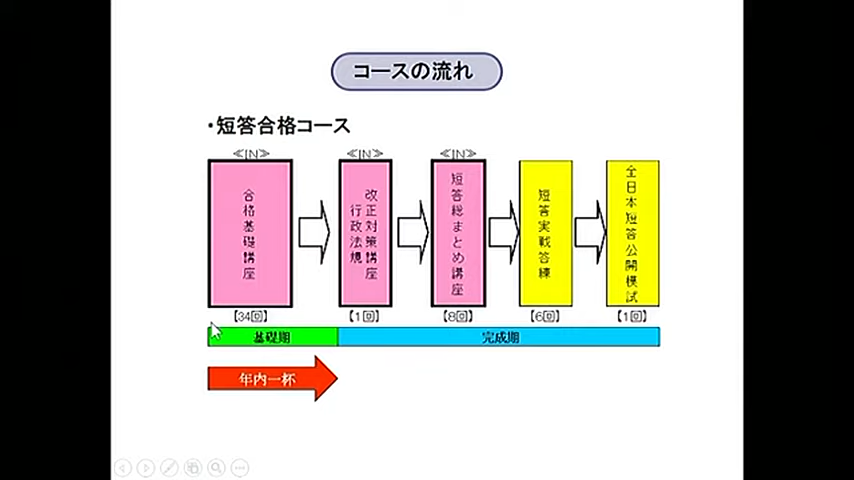 コースの流れ
・短答合格コース
≪IN≫
≪IN≫
≪IN≫
合格基礎講座
改正対策講座
行政法規
短答総まとめ講座
短答実戦答練
全日本短答公開模試
【34回】
【1回】
【8回】
【6回】
【1回】
基礎期
完成期
年内一杯